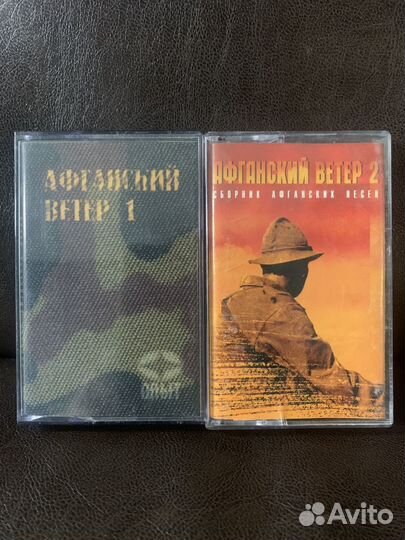 АФГАНСКИЙ
ВЕТЕР 1
АФГАНСКИЙ ВЕТЕР 2
СБОРНИК АФГАНСКИХ ПЕСЕН
Avito